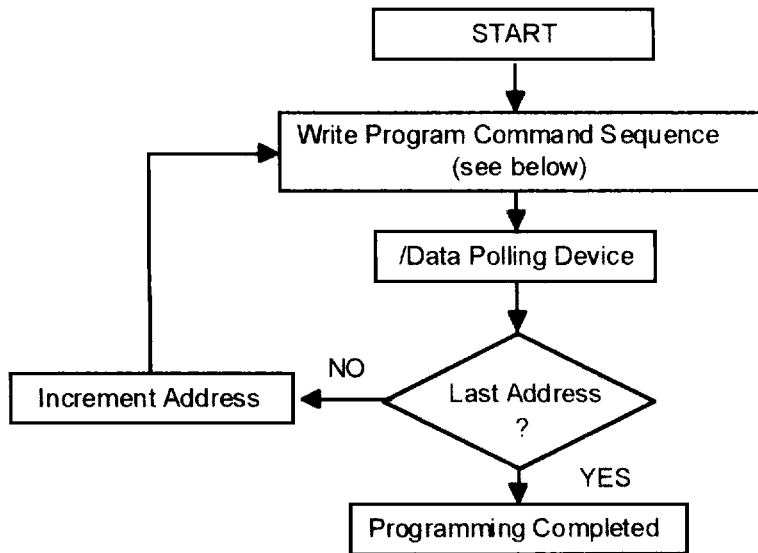 START
Write Program Command Sequence
(see below)
/Data Polling Device
NO
Increment Address
Last Address
?
YES
Programming Completed